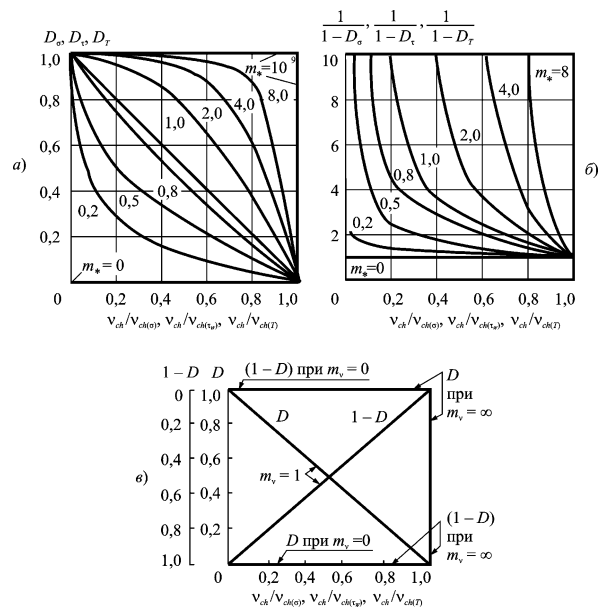 D_σ, D_τ, D_T
1,0
0,8
0,6
0,4
0,2
0
m_* = 10^9
8,0
4,0
2,0
1,0
0,8
0,5
0,2
m_* = 0
0,2 0,4 0,6 0,8 1,0
ν_ch/ν_ch(σ), ν_ch/ν_ch(τ_w), ν_ch/ν_ch(T)
а)
1/(1−D_σ), 1/(1−D_τ), 1/(1−D_T)
10
8
6
4
2
0
m_* = 8
4,0
2,0
1,0
0,8
0,5
0,2
m_*=0
0,2 0,4 0,6 0,8 1,0
ν_ch/ν_ch(σ), ν_ch/ν_ch(τ_w), ν_ch/ν_ch(T)
б)
1 − D D
(1 − D) при m_ν = 0
D
при
m_ν = ∞
0 1,0
0,2 0,8
0,4 0,6
0,6 0,4
0,8 0,2
1,0 0
D
1 − D
m_ν = 1
в)
D при m_ν =0
(1 − D)
при
m_ν = ∞
0,2 0,4 0,6 0,8 1,0
ν_ch/ν_ch(σ), ν_ch/ν_ch(τ_w), ν_ch/ν_ch(T)